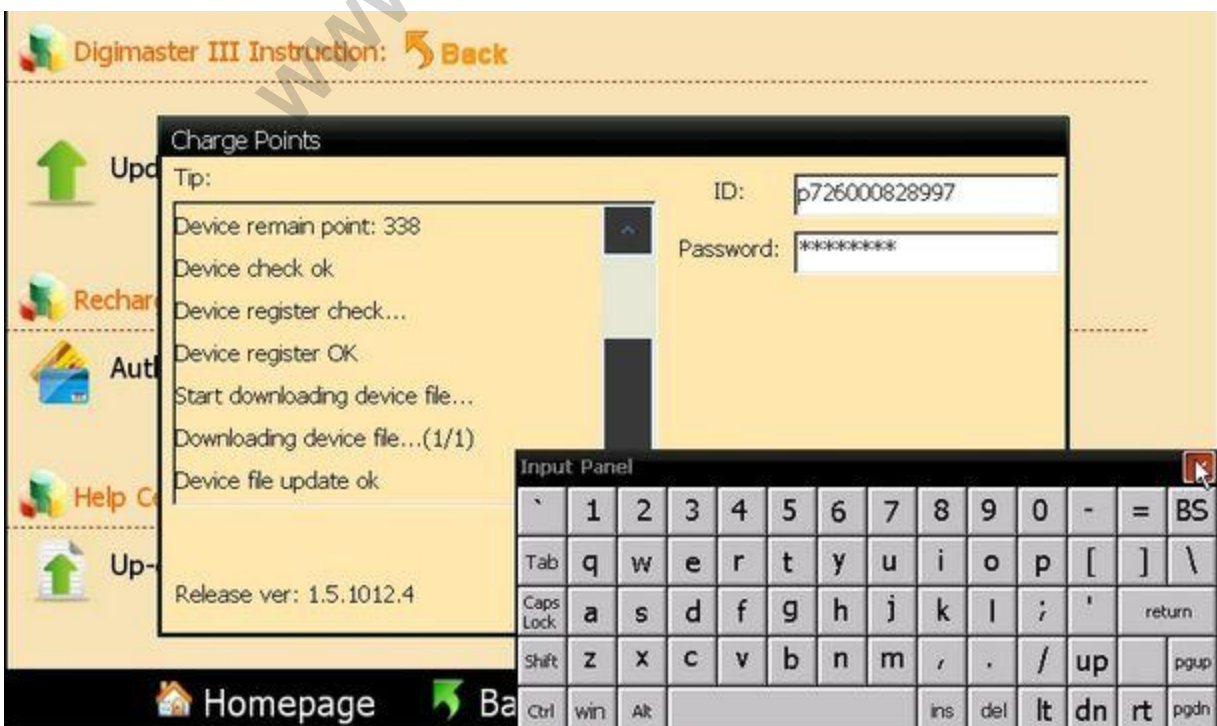 Digimaster III Instruction: Back
Charge Points
Upd
Tip:
ID: p726000828997
Device remain point: 338
Password: *********
Device check ok
Rechar
Device register check...
Device register OK
Auth
Start downloading device file...
Downloading device file...(1/1)
Input Panel
Device file update ok
Help Ce
` 1 2 3 4 5 6 7 8 9 0 - = BS
Up-
Tab q w e r t y u i o p [ ] \
Release ver: 1.5.1012.4
Caps Lock a s d f g h j k l ; ' return
Shift z x c v b n m , . / up pgup
Homepage Ba
Ctrl win Alt ins del lt dn rt pgdn